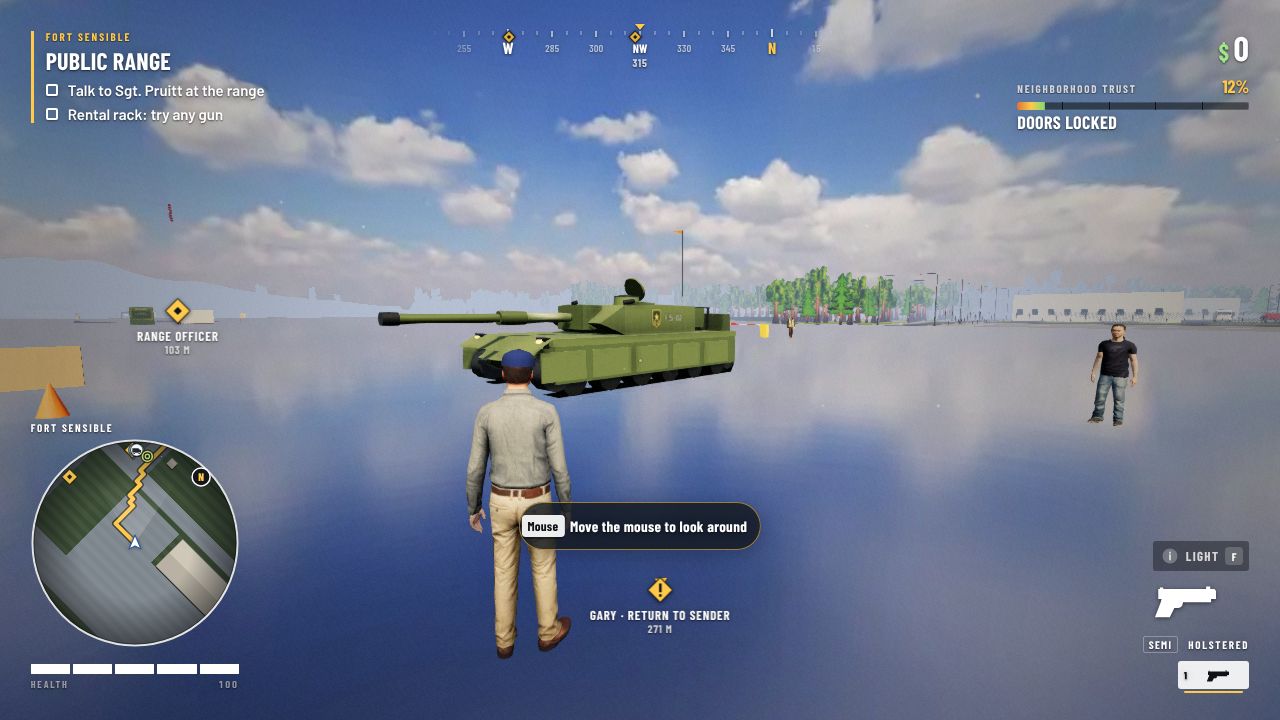 FORT SENSIBLE
PUBLIC RANGE
Talk to Sgt. Pruitt at the range
Rental rack: try any gun
255 W 285 300 NW 330 345 N 15
315
$0
NEIGHBORHOOD TRUST 12%
DOORS LOCKED
RANGE OFFICER
103 M
FORT SENSIBLE
N
Mouse Move the mouse to look around
GARY · RETURN TO SENDER
271 M
i LIGHT F
SEMI HOLSTERED
1
HEALTH 100